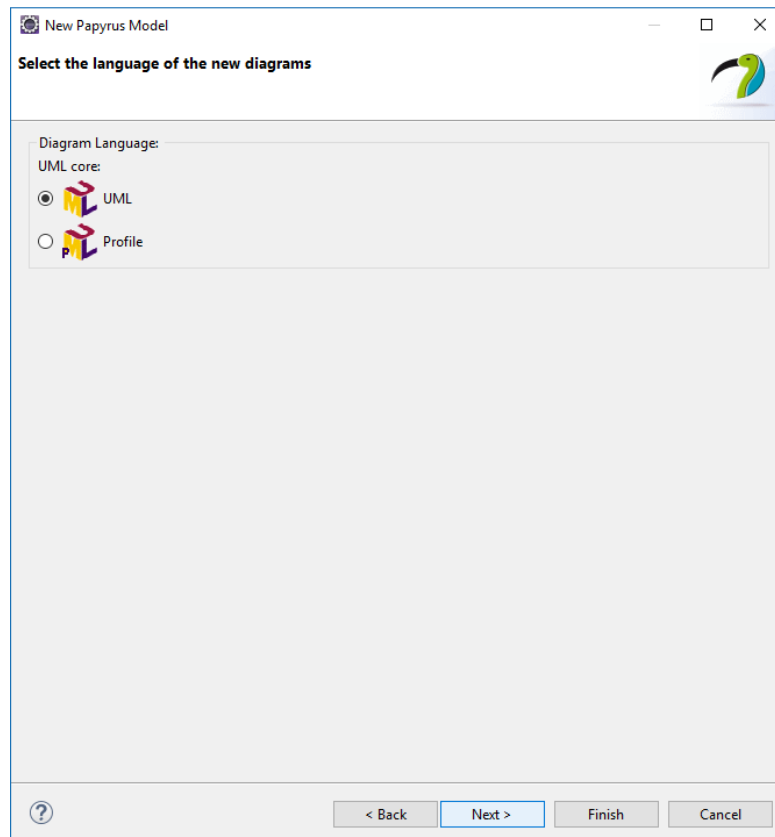 New Papyrus Model
Select the language of the new diagrams
Diagram Language:
UML core:
UML
Profile
? < Back Next > Finish Cancel